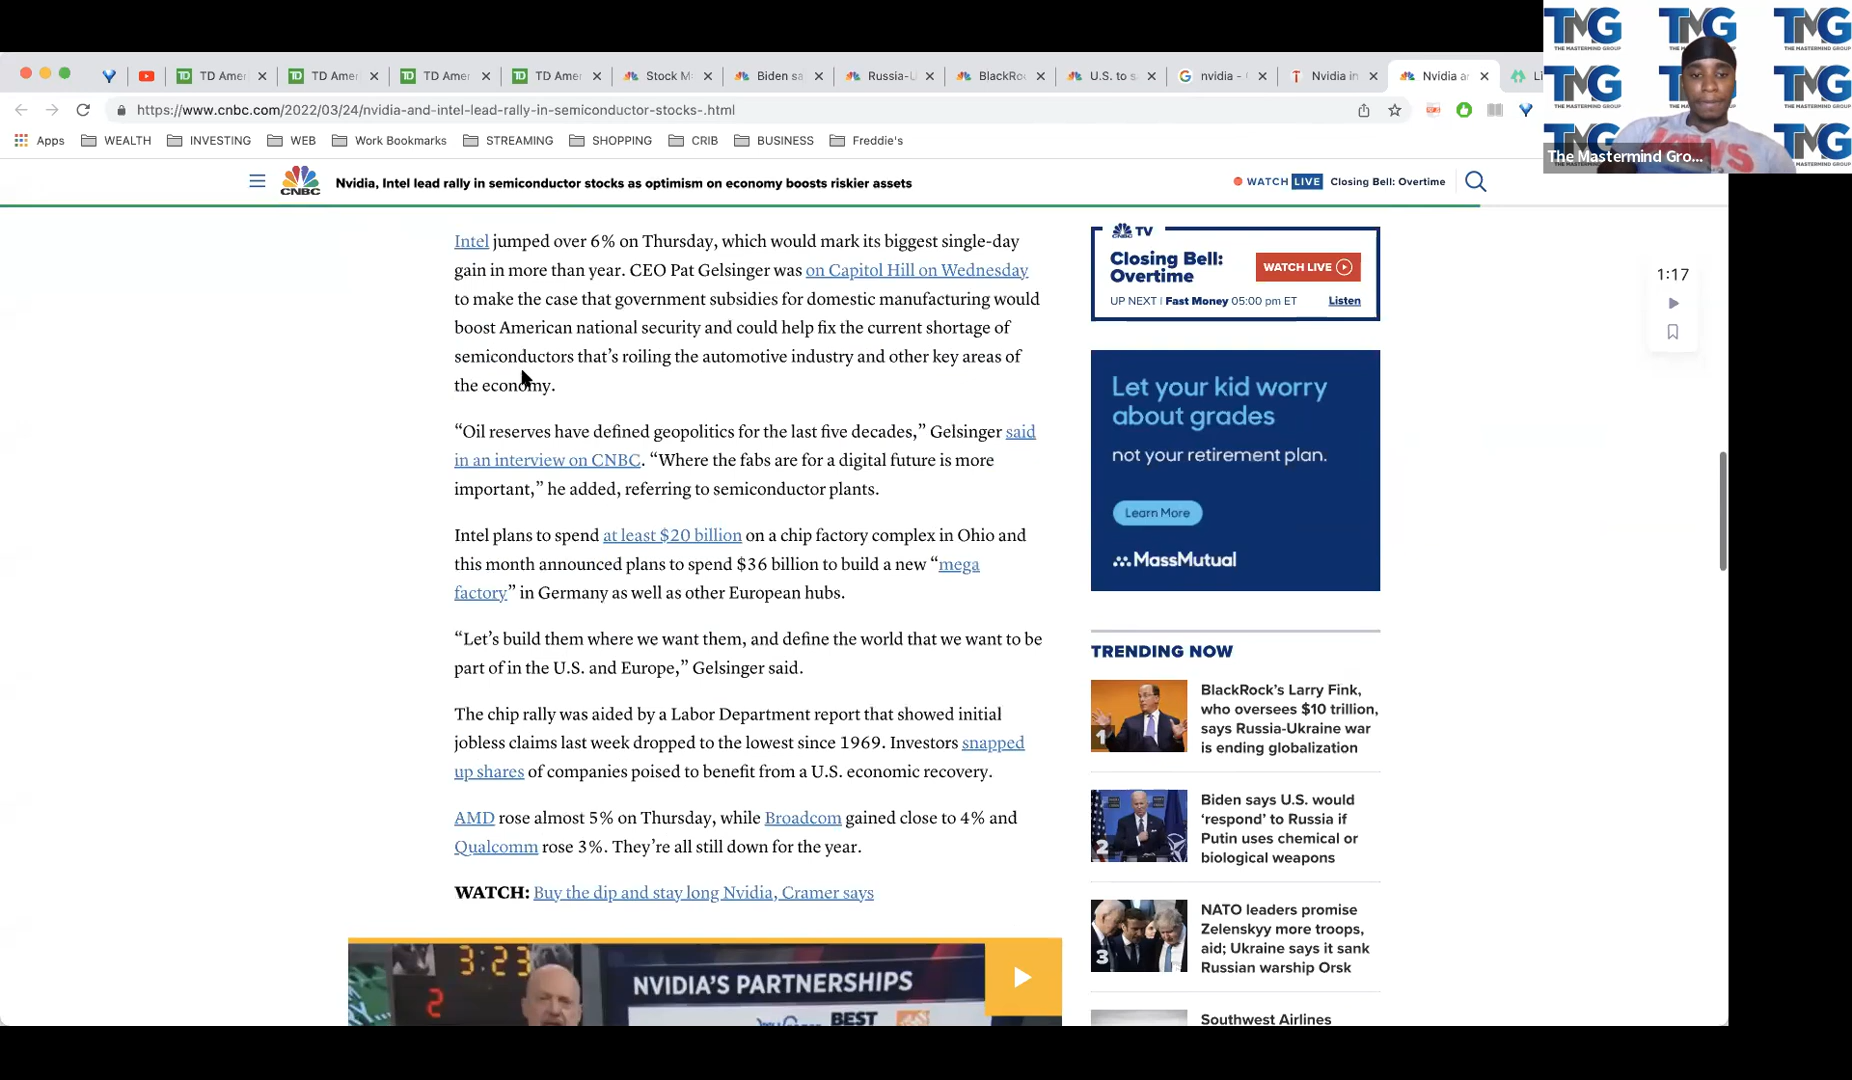 TMG
THE MASTERMIND GROUP
TMG
TMG
TD Amer
TD Amer
TD Amer
TD Amer
Stock M
Biden sa
Russia-U
BlackRo
U.S. to s
nvidia -
Nvidia in
Nvidia a
https://www.cnbc.com/2022/03/24/nvidia-and-intel-lead-rally-in-semiconductor-stocks-.html
Apps
WEALTH
INVESTING
WEB
Work Bookmarks
STREAMING
SHOPPING
CRIB
BUSINESS
Freddie's
The Mastermind Gro...
CNBC
Nvidia, Intel lead rally in semiconductor stocks as optimism on economy boosts riskier assets
WATCH LIVE Closing Bell: Overtime
Intel jumped over 6% on Thursday, which would mark its biggest single-day
gain in more than year. CEO Pat Gelsinger was on Capitol Hill on Wednesday
to make the case that government subsidies for domestic manufacturing would
boost American national security and could help fix the current shortage of
semiconductors that’s roiling the automotive industry and other key areas of
the economy.
“Oil reserves have defined geopolitics for the last five decades,” Gelsinger said
in an interview on CNBC. “Where the fabs are for a digital future is more
important,” he added, referring to semiconductor plants.
Intel plans to spend at least $20 billion on a chip factory complex in Ohio and
this month announced plans to spend $36 billion to build a new “mega
factory” in Germany as well as other European hubs.
“Let’s build them where we want them, and define the world that we want to be
part of in the U.S. and Europe,” Gelsinger said.
The chip rally was aided by a Labor Department report that showed initial
jobless claims last week dropped to the lowest since 1969. Investors snapped
up shares of companies poised to benefit from a U.S. economic recovery.
AMD rose almost 5% on Thursday, while Broadcom gained close to 4% and
Qualcomm rose 3%. They’re all still down for the year.
WATCH: Buy the dip and stay long Nvidia, Cramer says
3:23
2
NVIDIA'S PARTNERSHIPS
BEST
TV
Closing Bell:
Overtime
WATCH LIVE
UP NEXT | Fast Money 05:00 pm ET
Listen
1:17
Let your kid worry
about grades
not your retirement plan.
Learn More
MassMutual
TRENDING NOW
1
BlackRock’s Larry Fink,
who oversees $10 trillion,
says Russia-Ukraine war
is ending globalization
2
Biden says U.S. would
‘respond’ to Russia if
Putin uses chemical or
biological weapons
3
NATO leaders promise
Zelenskyy more troops,
aid; Ukraine says it sank
Russian warship Orsk
Southwest Airlines